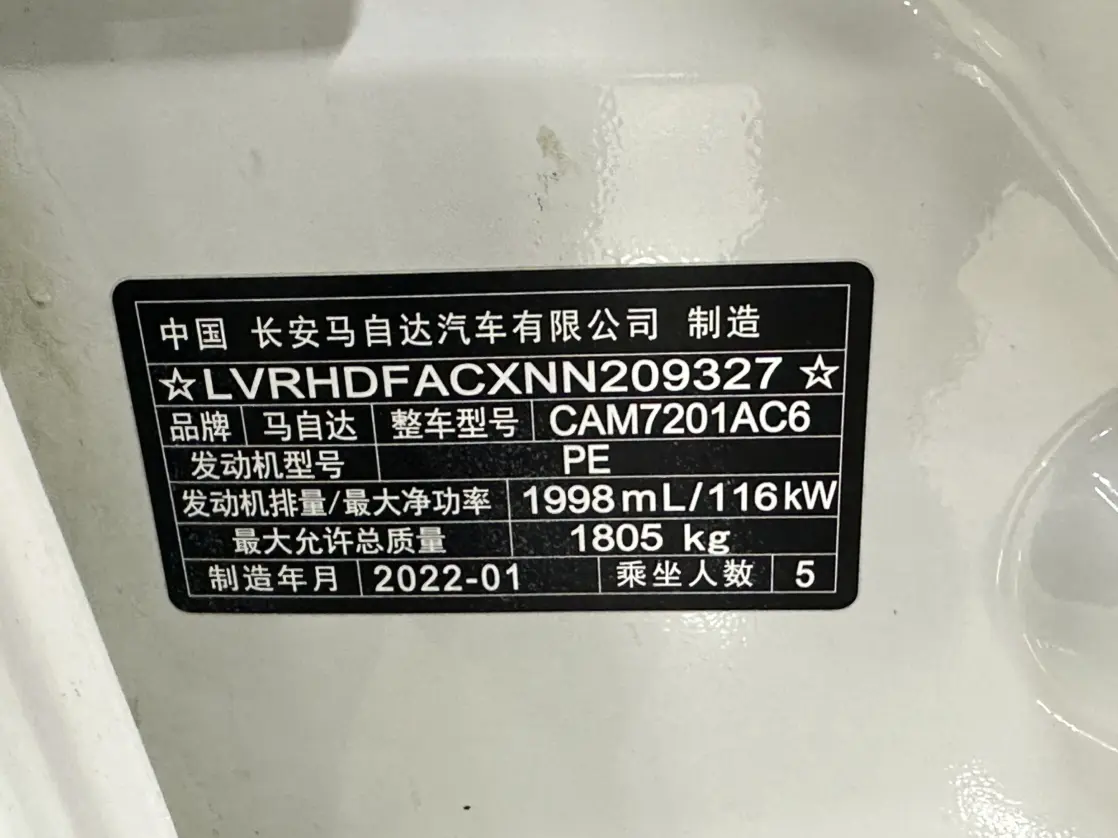 中国 长安马自达汽车有限公司 制造
☆LVRHDFACXNN209327☆
品牌 马自达 整车型号 CAM7201AC6
发动机型号 PE
发动机排量/最大净功率 1998mL/116kW
最大允许总质量 1805 kg
制造年月 2022-01 乘坐人数 5